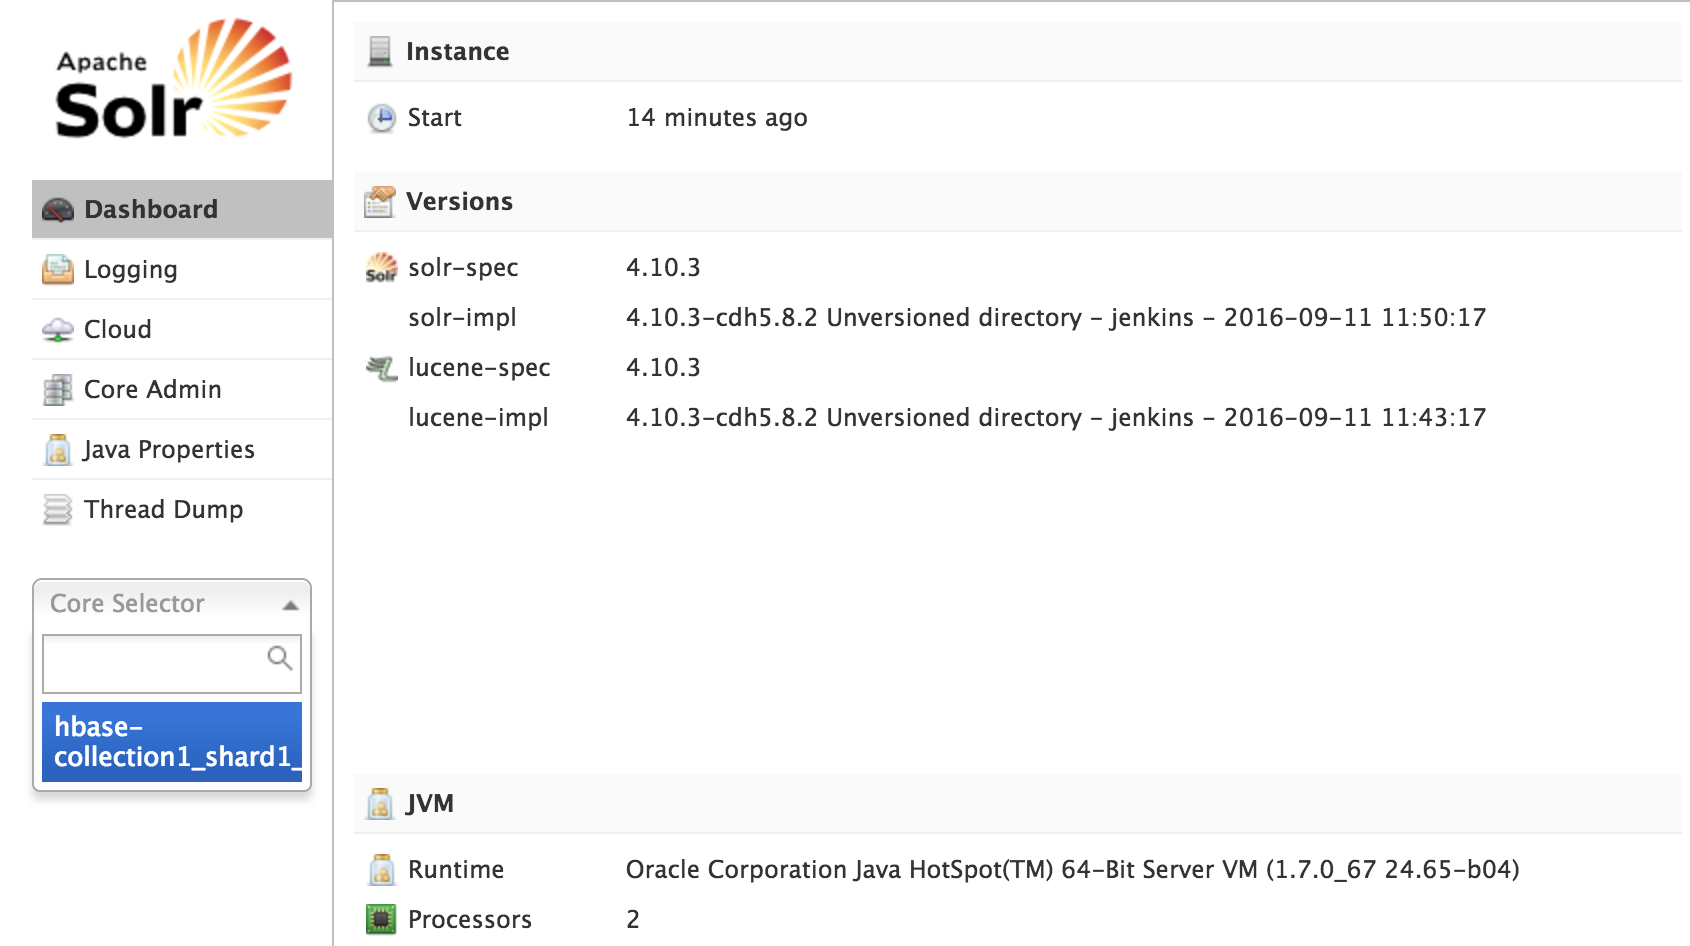 Apache
Solr
Dashboard
Logging
Cloud
Core Admin
Java Properties
Thread Dump
Core Selector
hbase-
collection1_shard1_
Instance
Start 14 minutes ago
Versions
Solr solr-spec 4.10.3
solr-impl 4.10.3-cdh5.8.2 Unversioned directory - jenkins - 2016-09-11 11:50:17
lucene-spec 4.10.3
lucene-impl 4.10.3-cdh5.8.2 Unversioned directory - jenkins - 2016-09-11 11:43:17
JVM
Runtime Oracle Corporation Java HotSpot(TM) 64-Bit Server VM (1.7.0_67 24.65-b04)
Processors 2